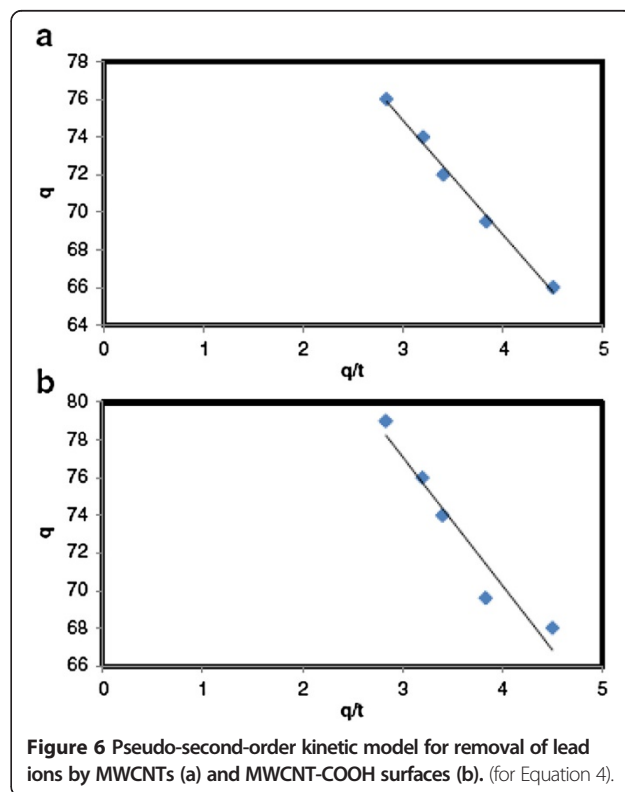 a
78
76
74
72
70
68
66
64
q
0 1 2 3 4 5
q/t
b
80
78
76
74
72
70
68
66
q
0 1 2 3 4 5
q/t
Figure 6 Pseudo-second-order kinetic model for removal of lead
ions by MWCNTs (a) and MWCNT-COOH surfaces (b). (for Equation 4).